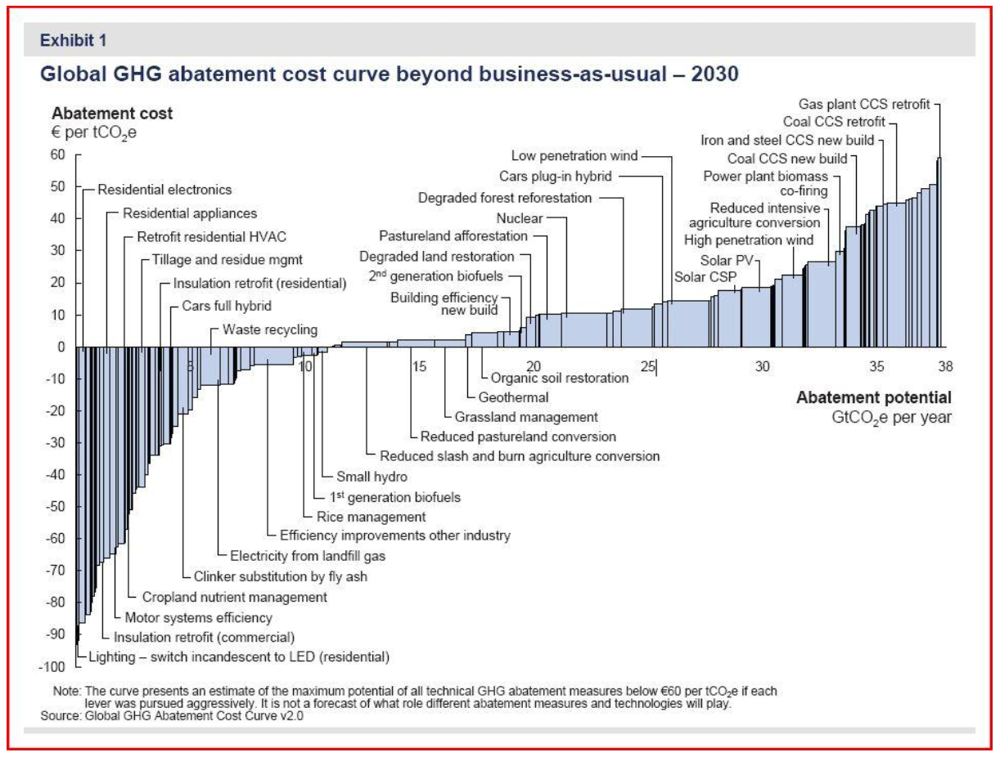 Exhibit 1
Global GHG abatement cost curve beyond business-as-usual – 2030
Abatement cost
€ per tCO₂e
60
50
40
30
20
10
0
-10
-20
-30
-40
-50
-60
-70
-80
-90
-100
Residential electronics
Residential appliances
Retrofit residential HVAC
Tillage and residue mgmt
Insulation retrofit (residential)
Cars full hybrid
Waste recycling
Gas plant CCS retrofit
Coal CCS retrofit
Iron and steel CCS new build
Low penetration wind
Coal CCS new build
Cars plug-in hybrid
Power plant biomass
co-firing
Degraded forest reforestation
Reduced intensive
agriculture conversion
Nuclear
Pastureland afforestation
High penetration wind
Degraded land restoration
Solar PV
2nd generation biofuels
Solar CSP
Building efficiency
new build
5
10
15
20
25
30
35
38
Abatement potential
GtCO₂e per year
Organic soil restoration
Geothermal
Grassland management
Reduced pastureland conversion
Reduced slash and burn agriculture conversion
Small hydro
1st generation biofuels
Rice management
Efficiency improvements other industry
Electricity from landfill gas
Clinker substitution by fly ash
Cropland nutrient management
Motor systems efficiency
Insulation retrofit (commercial)
Lighting – switch incandescent to LED (residential)
Note: The curve presents an estimate of the maximum potential of all technical GHG abatement measures below €60 per tCO₂e if each
lever was pursued aggressively. It is not a forecast of what role different abatement measures and technologies will play.
Source: Global GHG Abatement Cost Curve v2.0